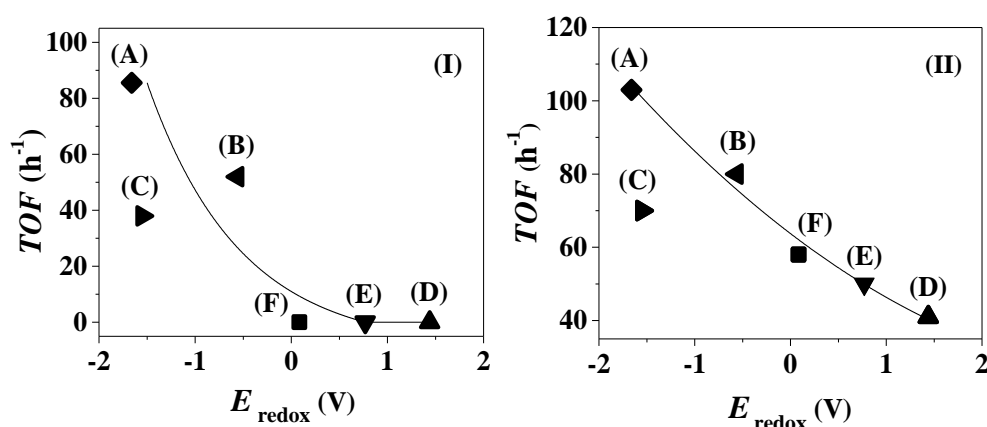 (I)
TOF (h⁻¹)
100
80
60
40
20
0
(A)
(B)
(C)
(F)
(E)
(D)
-2
-1
0
1
2
E redox (V)
(II)
TOF (h⁻¹)
120
100
80
60
40
(A)
(B)
(C)
(F)
(E)
(D)
-2
-1
0
1
2
E redox (V)